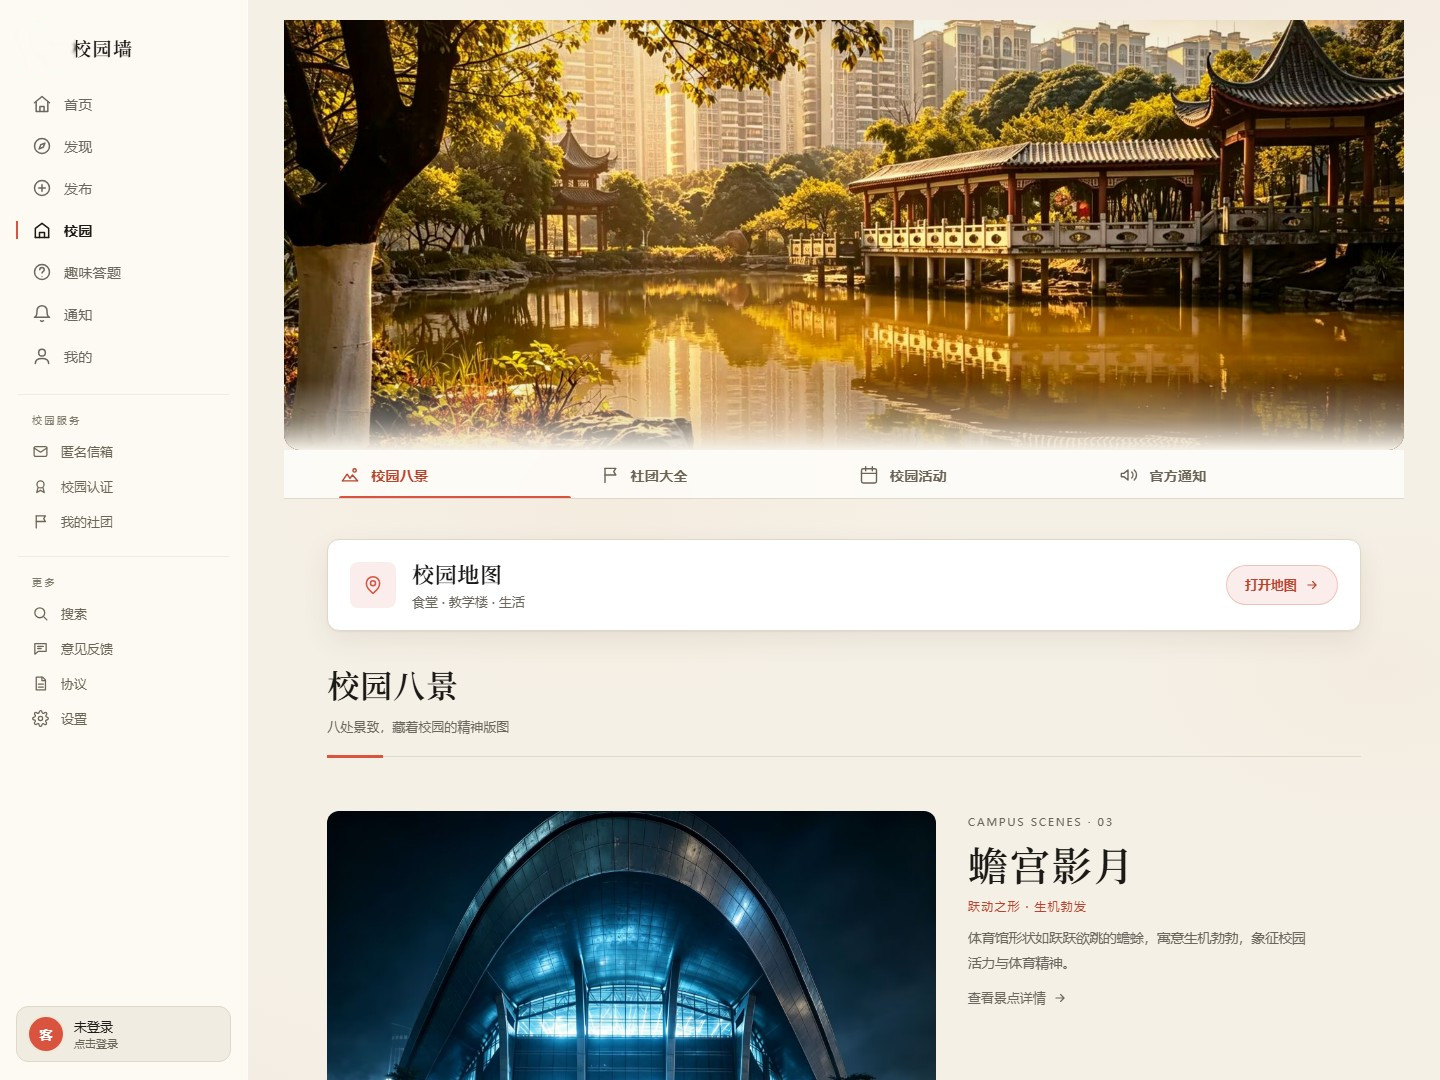 校园墙
首页
发现
发布
校园
趣味答题
通知
我的
校园服务
匿名信箱
校园认证
我的社团
更多
搜索
意见反馈
协议
设置
客
未登录
点击登录
校园八景
社团大全
校园活动
官方通知
校园地图
食堂 · 教学楼 · 生活
打开地图
校园八景
八处景致，藏着校园的精神版图
CAMPUS SCENES · 03
蟾宫影月
跃动之形 · 生机勃发
体育馆形状如跃跃欲跳的蟾蜍，寓意生机勃勃，象征校园
活力与体育精神。
查看景点详情